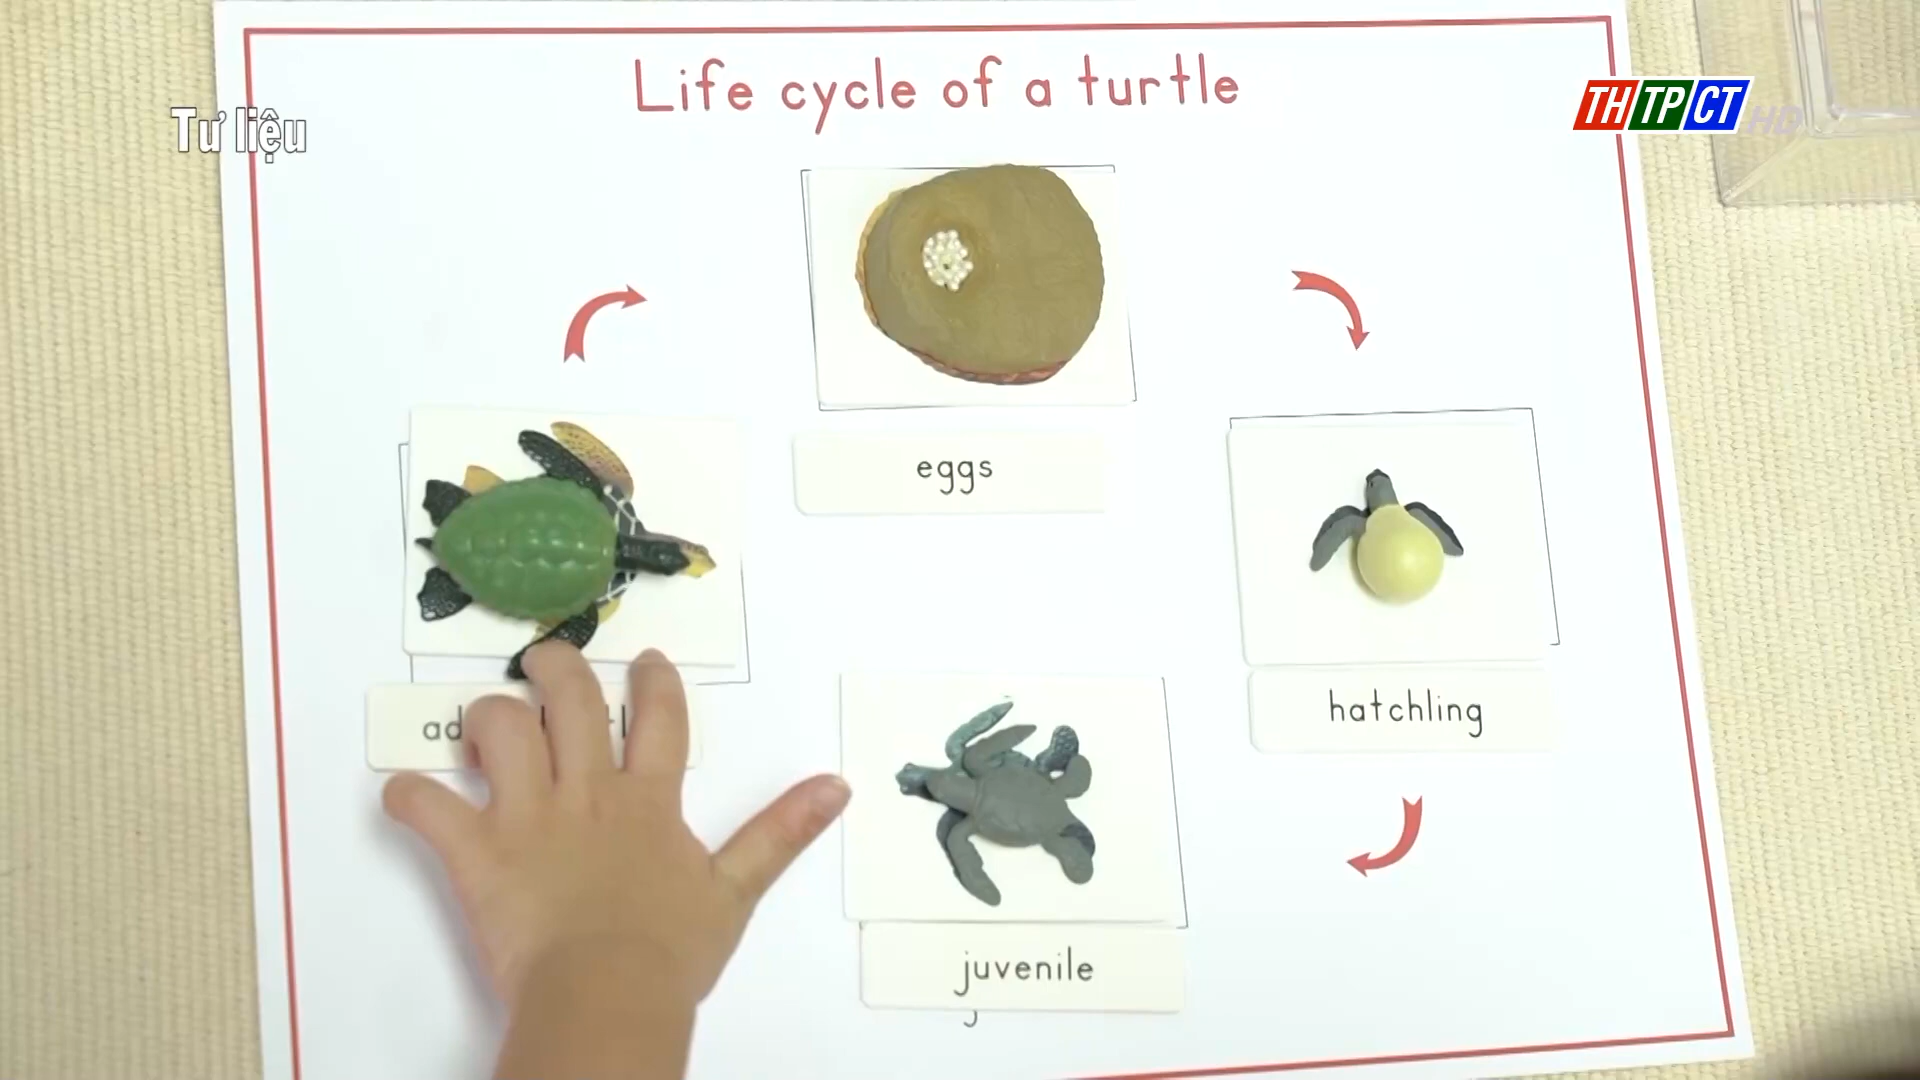 Life cycle of a turtle
Tư liệu
THTPCT HD
eggs
hatchling
juvenile